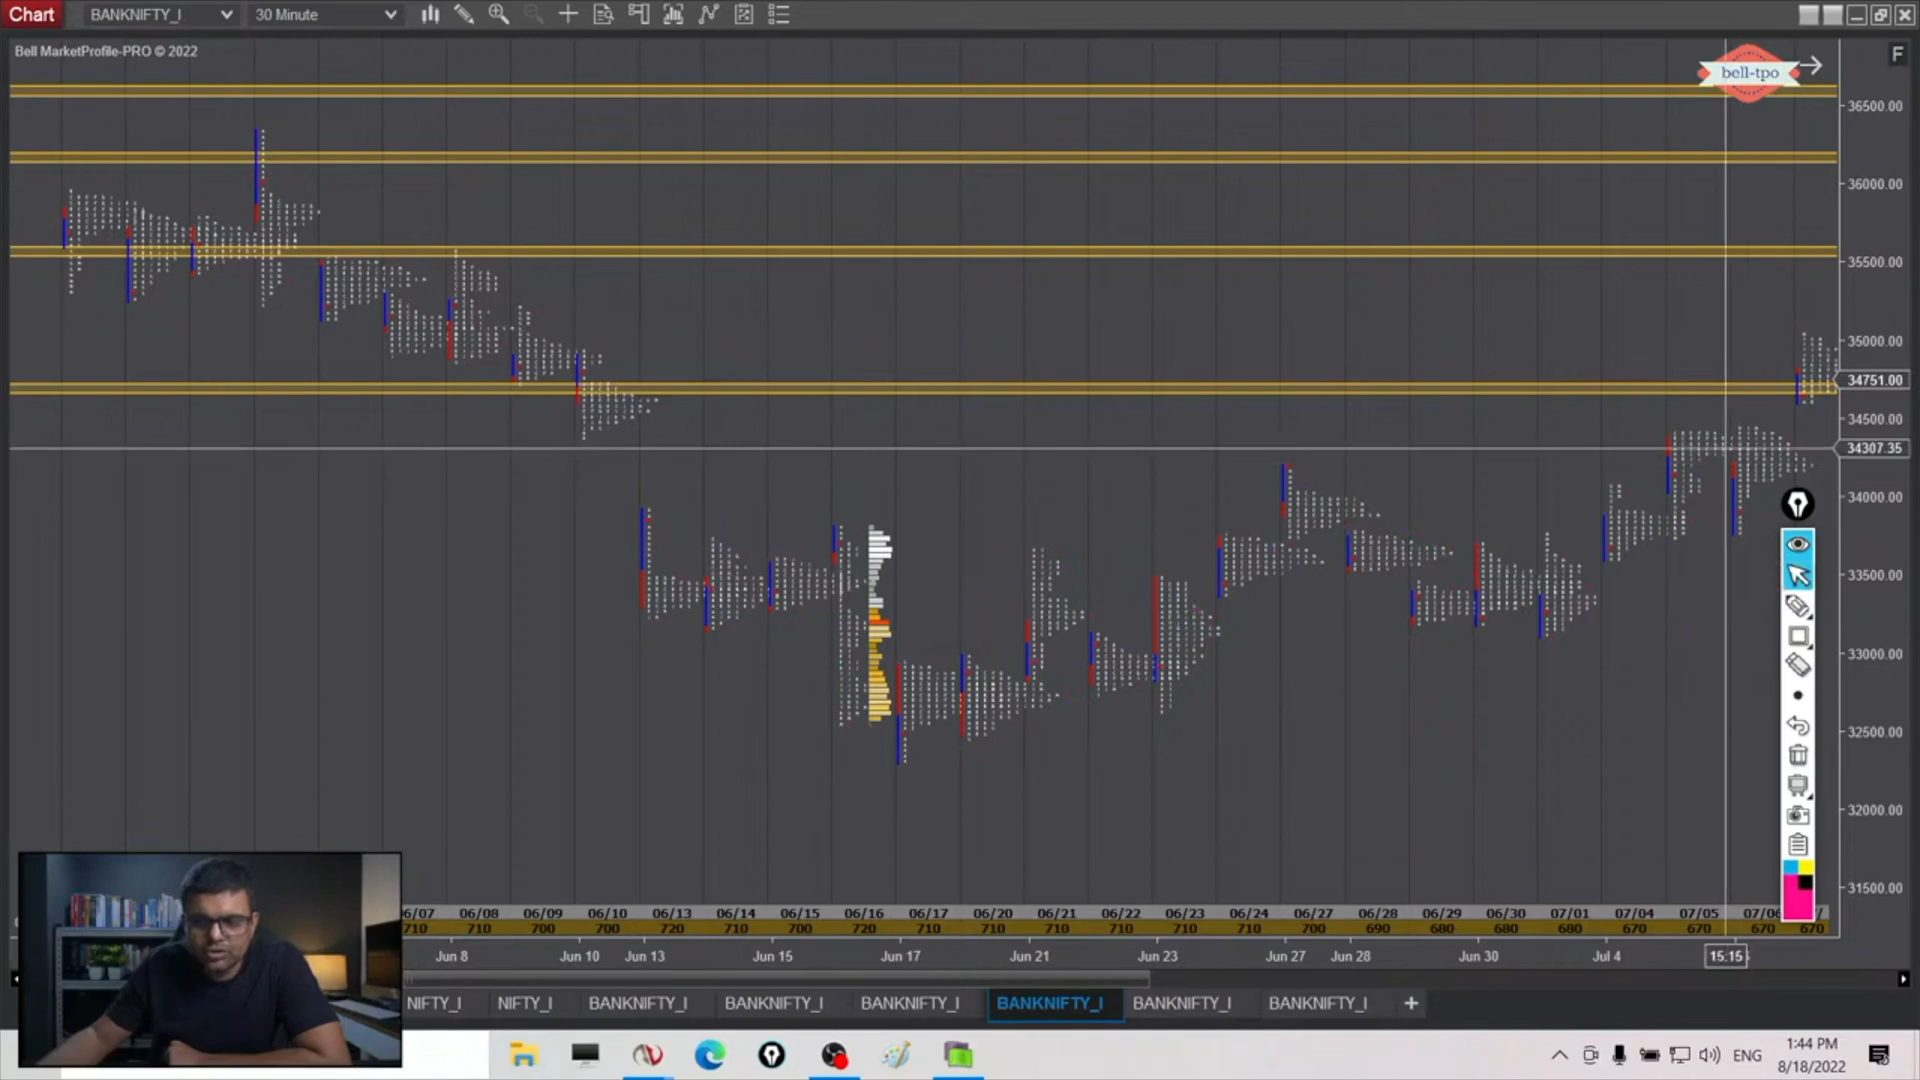 Chart BANKNIFTY_I 30 Minute
Bell MarketProfile-PRO © 2022
bell-tpo
F
36500.00
36000.00
35500.00
35000.00
34751.00
34500.00
34307.35
34000.00
33500.00
33000.00
32500.00
32000.00
31500.00
06/07 06/08 06/09 06/10 06/13 06/14 06/15 06/16 06/17 06/20 06/21 06/22 06/23 06/24 06/27 06/28 06/29 06/30 07/01 07/04 07/05 07/06
710 710 700 700 720 710 700 720 710 710 710 710 710 710 700 690 680 680 680 670 670 670 670
Jun 8 Jun 10 Jun 13 Jun 15 Jun 17 Jun 21 Jun 23 Jun 27 Jun 28 Jun 30 Jul 4 15:15
NIFTY_I NIFTY_I BANKNIFTY_I BANKNIFTY_I BANKNIFTY_I BANKNIFTY_I BANKNIFTY_I BANKNIFTY_I +
ENG
1:44 PM
8/18/2022